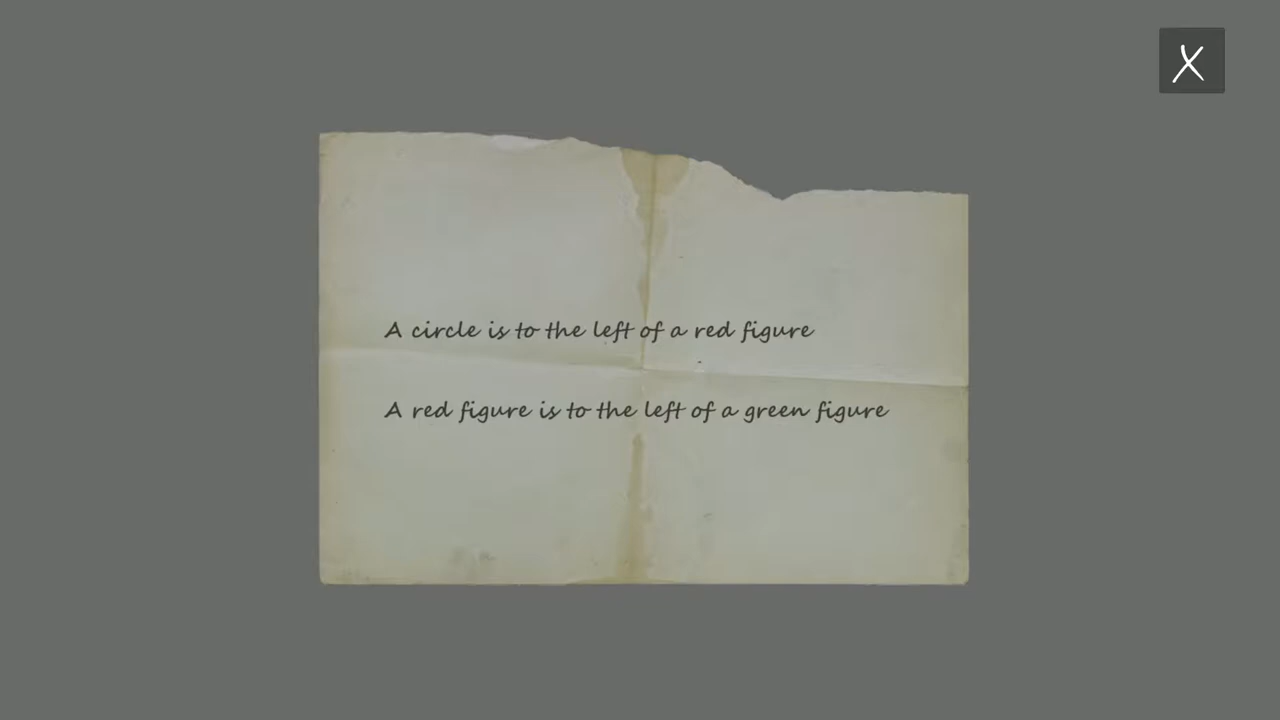 A circle is to the left of a red figure
A red figure is to the left of a green figure